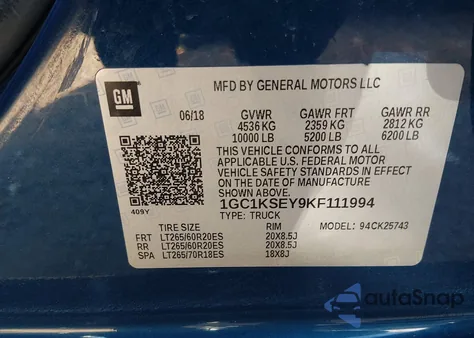 MFD BY GENERAL MOTORS LLC
GM
06/18 GVWR GAWR FRT GAWR RR
4536 KG 2359 KG 2812 KG
10000 LB 5200 LB 6200 LB
THIS VEHICLE CONFORMS TO ALL
APPLICABLE U.S. FEDERAL MOTOR
VEHICLE SAFETY STANDARDS IN EFFECT
ON THE DATE OF MANUFACTURE
SHOWN ABOVE.
1GC1KSEY9KF111994
409Y TYPE: TRUCK MODEL: 94CK25743
TIRE SIZE RIM
FRT LT265/60R20ES 20X8.5J
RR LT265/60R20ES 20X8.5J
SPA LT265/70R18ES 18X8J
autoSnap